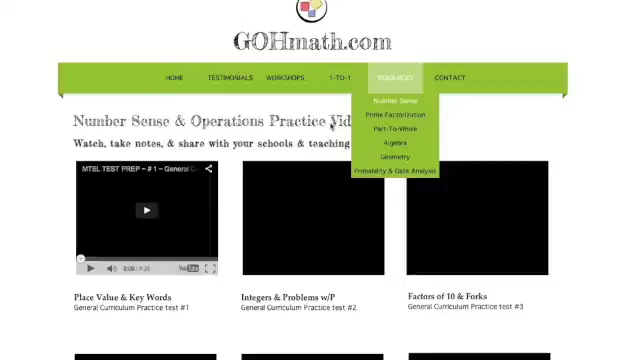 GOHmath.com
HOME TESTIMONIALS WORKSHOPS 1-TO-1 RESOURCES CONTACT
Number Sense
Prime Factorization
Part-To-Whole
Algebra
Geometry
Probability & Data Analysis
Number Sense & Operations Practice Vid
Watch, take notes, & share with your schools & teaching
MTEL TEST PREP ~ # 1 ~ General C
0:00
YouTube
Place Value & Key Words
General Curriculum Practice test #1
Integers & Problems w/P
General Curriculum Practice test #2
Factors of 10 & Forks
General Curriculum Practice test #3